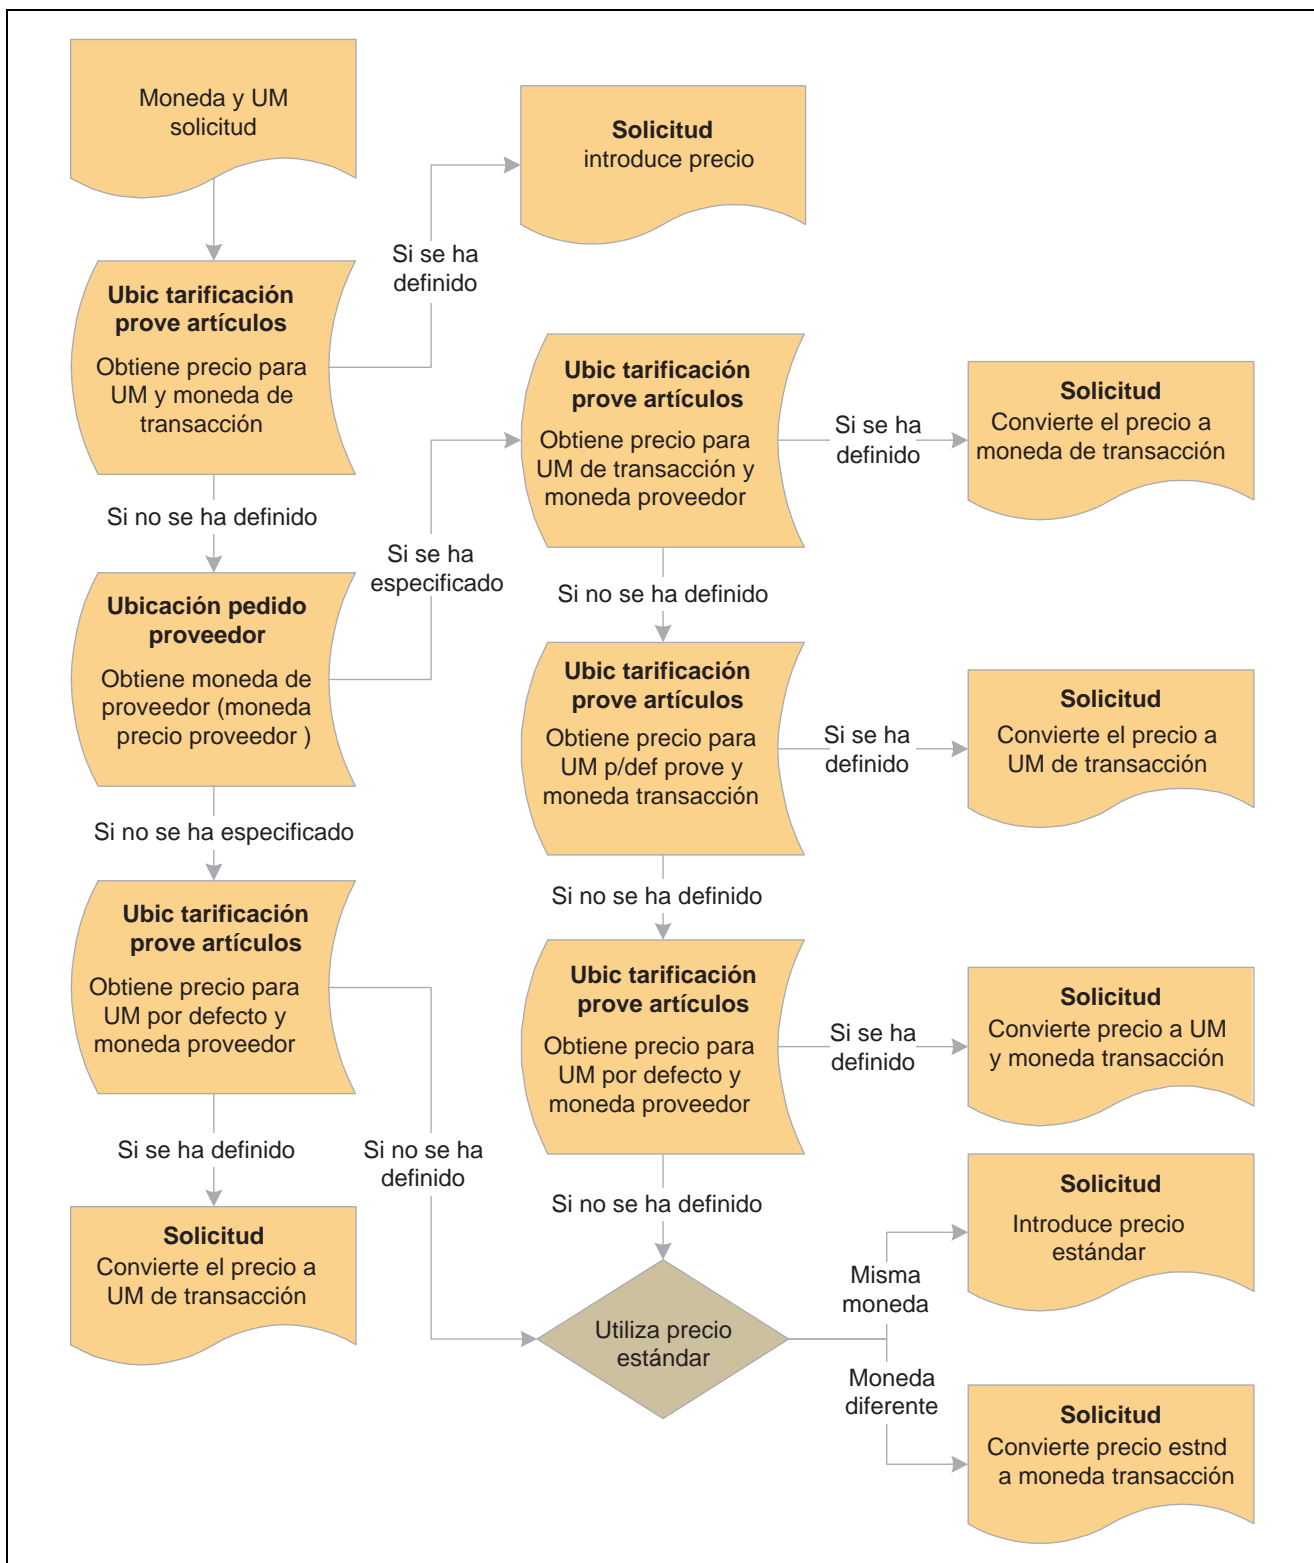 Moneda y UM
solicitud
Solicitud
introduce precio
Si se ha
definido
Ubic tarificación
prove artículos
Obtiene precio para
UM y moneda de
transacción
Ubic tarificación
prove artículos
Obtiene precio para
UM de transacción y
moneda proveedor
Si se ha
definido
Solicitud
Convierte el precio a
moneda de transacción
Si no se ha definido
Si se ha
especificado
Si no se ha definido
Ubicación pedido
proveedor
Obtiene moneda de
proveedor (moneda
precio proveedor )
Ubic tarificación
prove artículos
Obtiene precio para
UM p/def prove y
moneda transacción
Si se ha
definido
Solicitud
Convierte el precio a
UM de transacción
Si no se ha especificado
Si no se ha definido
Ubic tarificación
prove artículos
Obtiene precio para
UM por defecto y
moneda proveedor
Ubic tarificación
prove artículos
Obtiene precio para
UM por defecto y
moneda proveedor
Si se ha
definido
Solicitud
Convierte precio a UM
y moneda transacción
Si se ha definido
Si no se ha
definido
Si no se ha definido
Solicitud
Introduce precio
estándar
Solicitud
Convierte el precio a
UM de transacción
Misma
moneda
Utiliza precio
estándar
Moneda
diferente
Solicitud
Convierte precio estnd
a moneda transacción